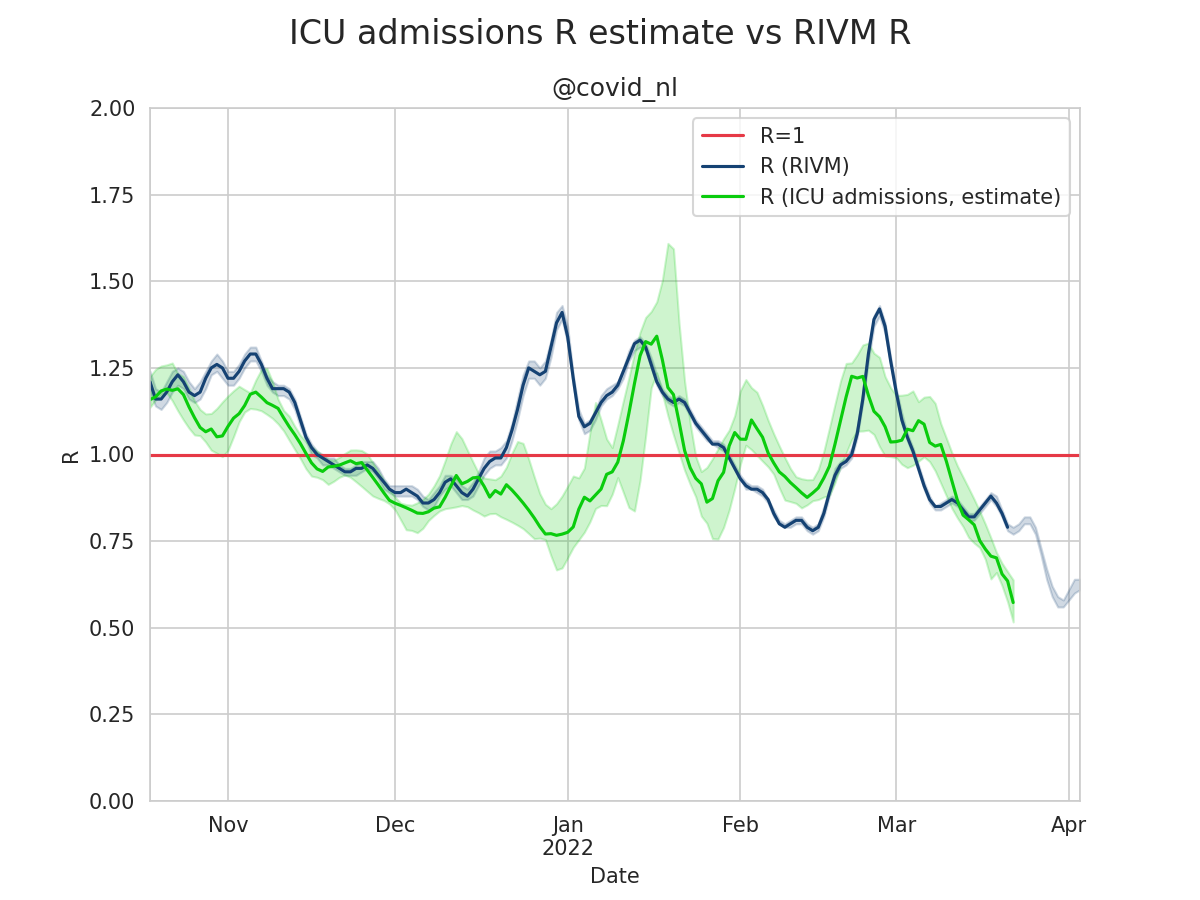 ICU admissions R estimate vs RIVM R
@covid_nl
2.00
1.75
1.50
1.25
1.00
0.75
0.50
0.25
0.00
R
R=1
R (RIVM)
R (ICU admissions, estimate)
Nov
Dec
Jan
2022
Feb
Mar
Apr
Date